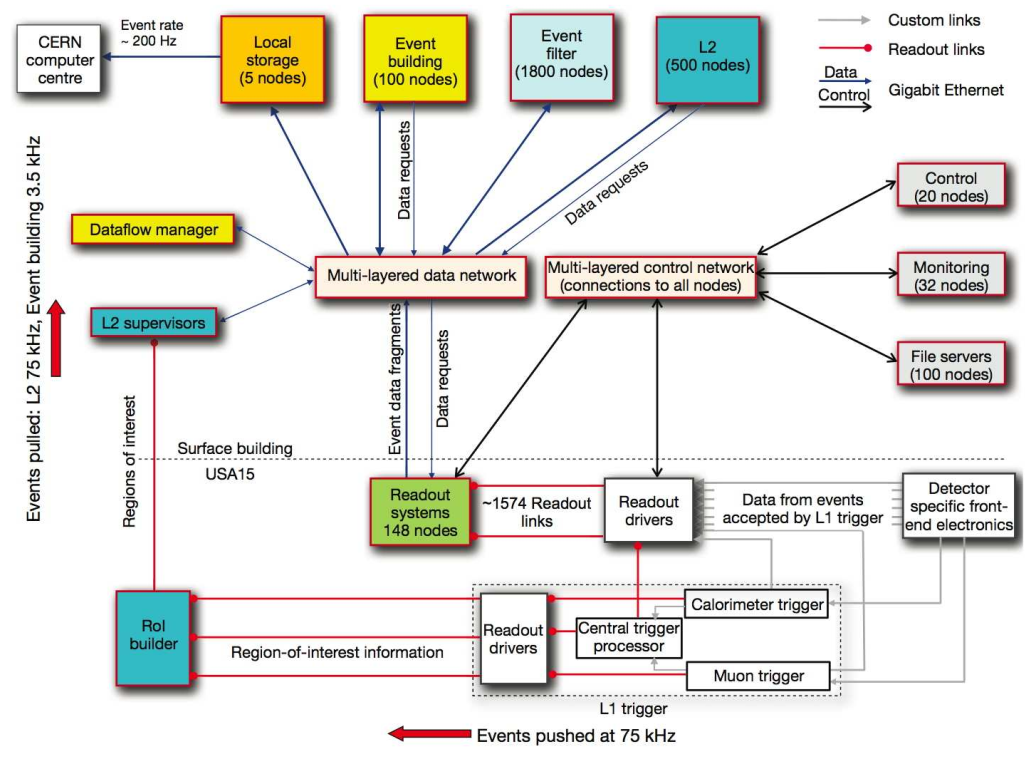 CERN
computer
centre
Event rate
~ 200 Hz
Local
storage
(5 nodes)
Event
building
(100 nodes)
Event
filter
(1800 nodes)
L2
(500 nodes)
Custom links
Readout links
Data
Control
Gigabit Ethernet
Data requests
Data requests
Control
(20 nodes)
Dataflow manager
Multi-layered data network
Multi-layered control network
(connections to all nodes)
Monitoring
(32 nodes)
L2 supervisors
File servers
(100 nodes)
Events pulled: L2 75 kHz, Event building 3.5 kHz
Event data fragments
Data requests
Regions of interest
Surface building
USA15
Readout
systems
148 nodes
~1574 Readout
links
Readout
drivers
Data from events
accepted by L1 trigger
Detector
specific front-
end electronics
RoI
builder
Region-of-interest information
Readout
drivers
Calorimeter trigger
Central trigger
processor
Muon trigger
L1 trigger
Events pushed at 75 kHz